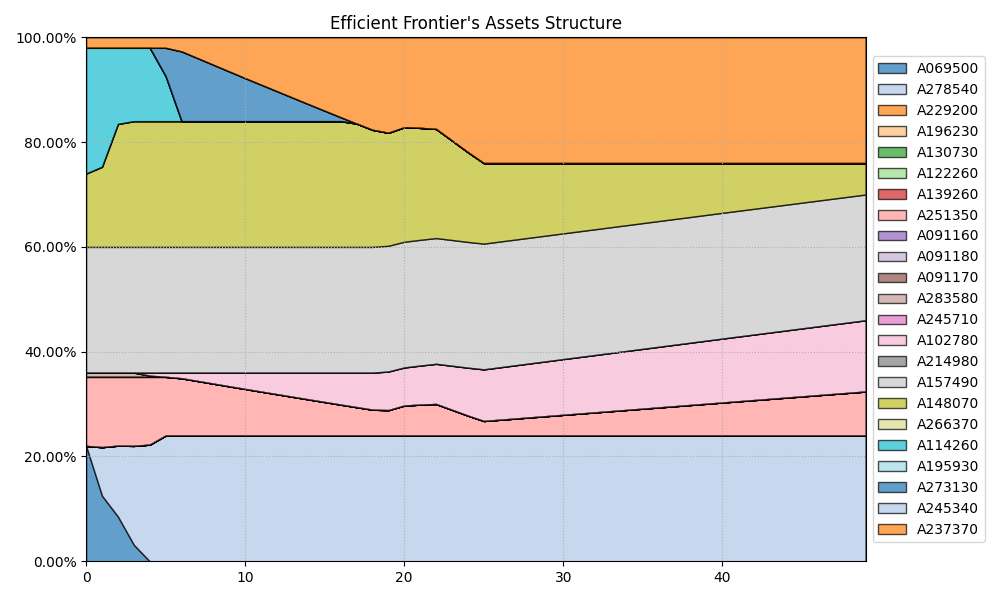 Efficient Frontier's Assets Structure
100.00%
80.00%
60.00%
40.00%
20.00%
0.00%
0
10
20
30
40
A069500
A278540
A229200
A196230
A130730
A122260
A139260
A251350
A091160
A091180
A091170
A283580
A245710
A102780
A214980
A157490
A148070
A266370
A114260
A195930
A273130
A245340
A237370